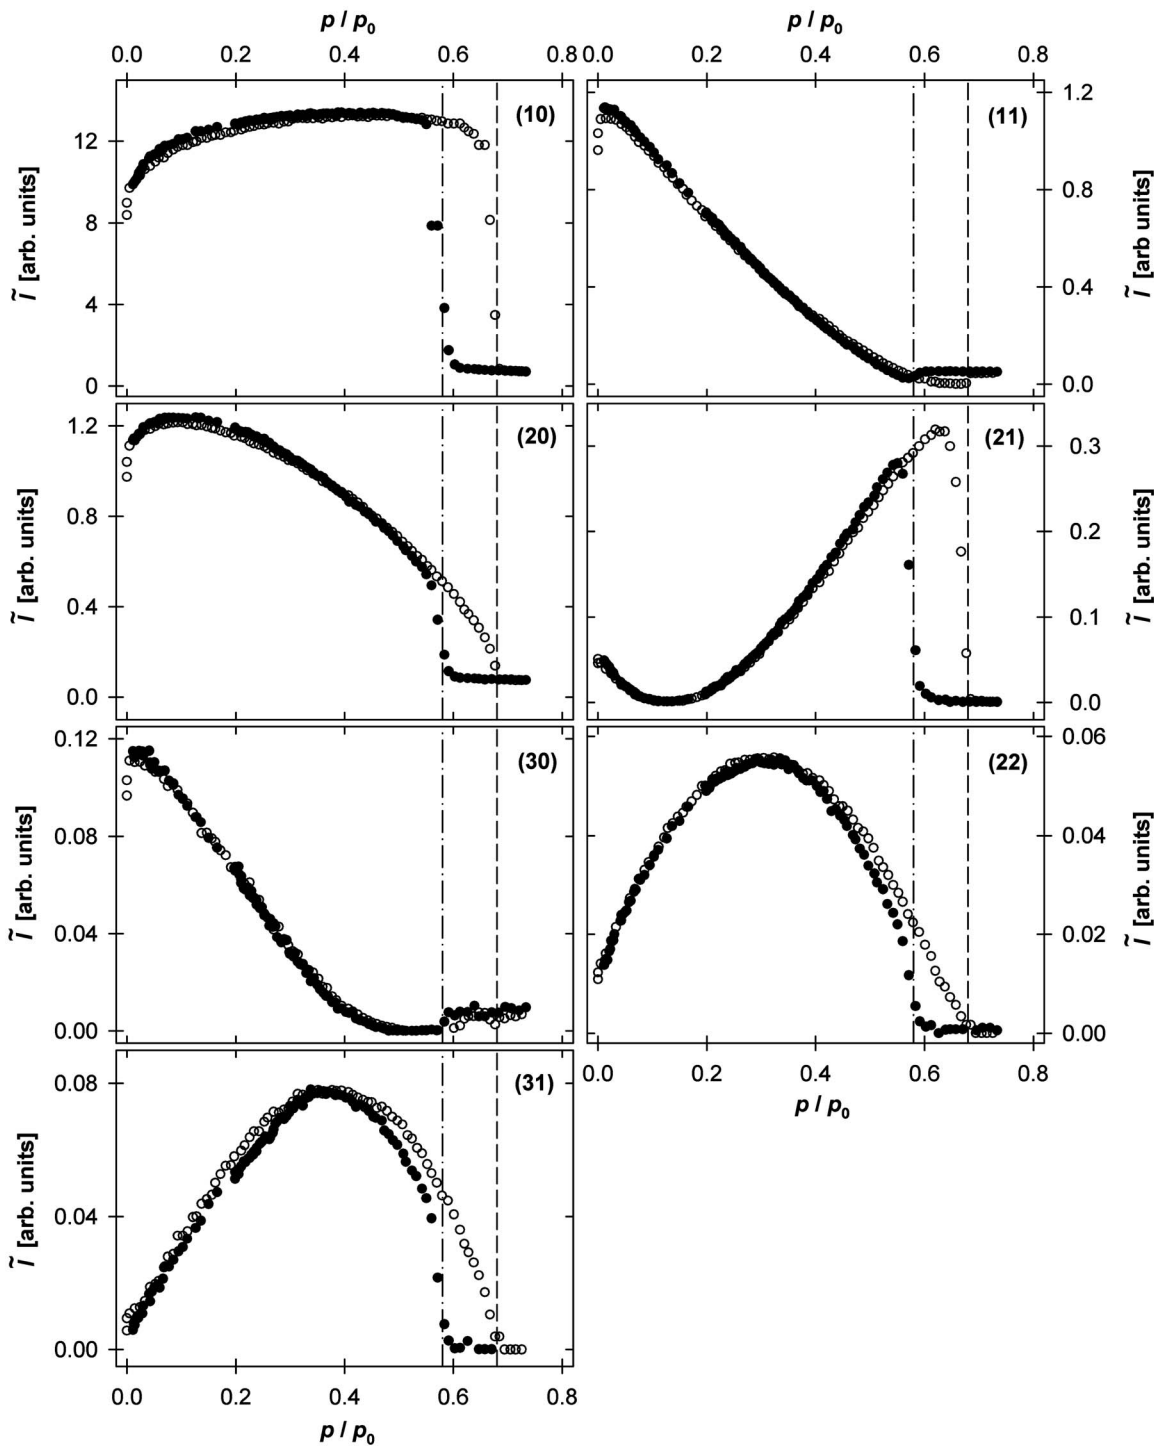 p / p0 p / p0
0.0 0.2 0.4 0.6 0.8 0.0 0.2 0.4 0.6 0.8
(10)
12
8
4
0
Ĩ [arb. units]
(11)
1.2
0.8
0.4
0.0
Ĩ [arb units]
(20)
1.2
0.8
0.4
0.0
Ĩ [arb. units]
(21)
0.3
0.2
0.1
0.0
Ĩ [arb. units]
(30)
0.12
0.08
0.04
0.00
Ĩ [arb. units]
(22)
0.06
0.04
0.02
0.00
Ĩ [arb. units]
0.0 0.2 0.4 0.6 0.8
p / p0
(31)
0.08
0.04
0.00
Ĩ [arb. units]
0.0 0.2 0.4 0.6 0.8
p / p0